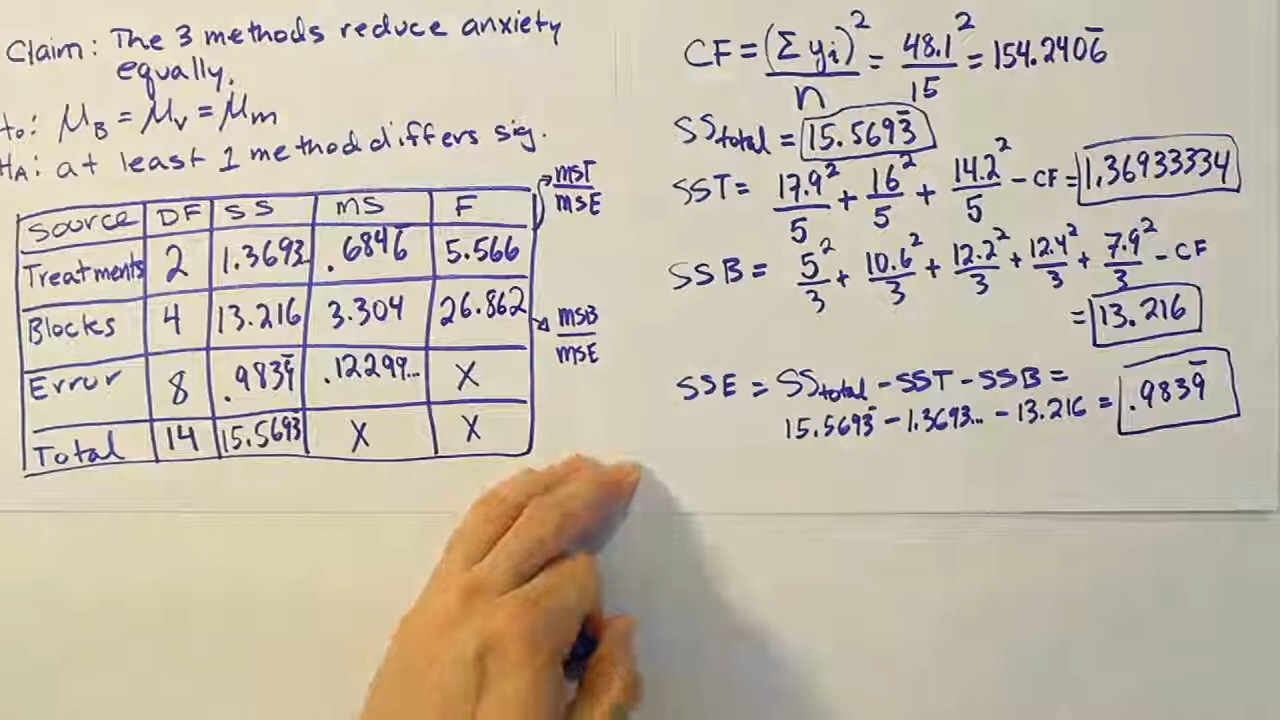 Claim: The 3 methods reduce anxiety
equally.
Ho: μB = μv = μm
HA: at least 1 method differs sig.
Source DF SS MS F
Treatments 2 1.3693.. .6846̅ 5.566
Blocks 4 13.216 3.304 26.862
Error 8 .9839̅ .12299... X
Total 14 15.5693 X X
MST
MSE
MSB
MSE
CF = (Σ yi)² / n = 48.1² / 15 = 154.2406̅
SStotal = 15.5693̅
SST = 17.9²/5 + 16²/5 + 14.2²/5 - CF = 1.36933334
SSB = 5²/3 + 10.6²/3 + 12.2²/3 + 12.4²/3 + 7.9²/3 - CF
= 13.216
SSE = SStotal - SST - SSB =
15.5693̅ - 1.3693... - 13.216 = .9839̅